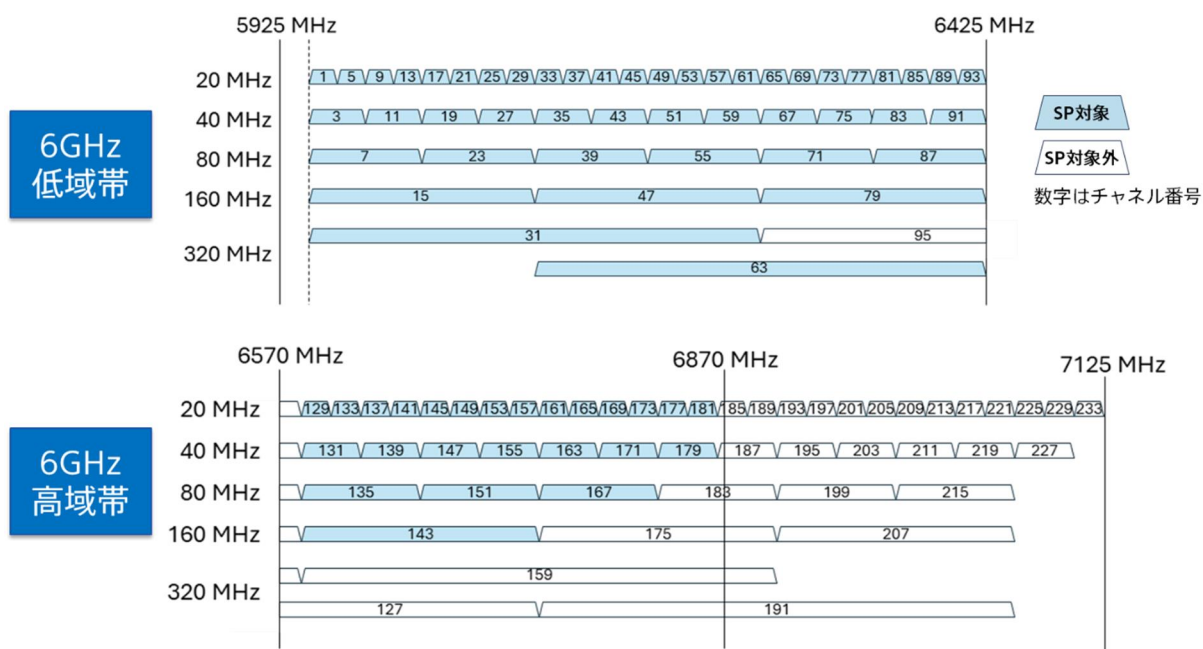 5925 MHz 6425 MHz
20 MHz 1 5 9 13 17 21 25 29 33 37 41 45 49 53 57 61 65 69 73 77 81 85 89 93
40 MHz 3 11 19 27 35 43 51 59 67 75 83 91
80 MHz 7 23 39 55 71 87
160 MHz 15 47 79
320 MHz 31 95
63
6GHz
低域帯
SP対象
SP対象外
数字はチャネル番号
6570 MHz 6870 MHz 7125 MHz
20 MHz 129 133 137 141 145 149 153 157 161 165 169 173 177 181 185 189 193 197 201 205 209 213 217 221 225 229 233
40 MHz 131 139 147 155 163 171 179 187 195 203 211 219 227
80 MHz 135 151 167 183 199 215
160 MHz 143 175 207
320 MHz 159
127 191
6GHz
高域帯